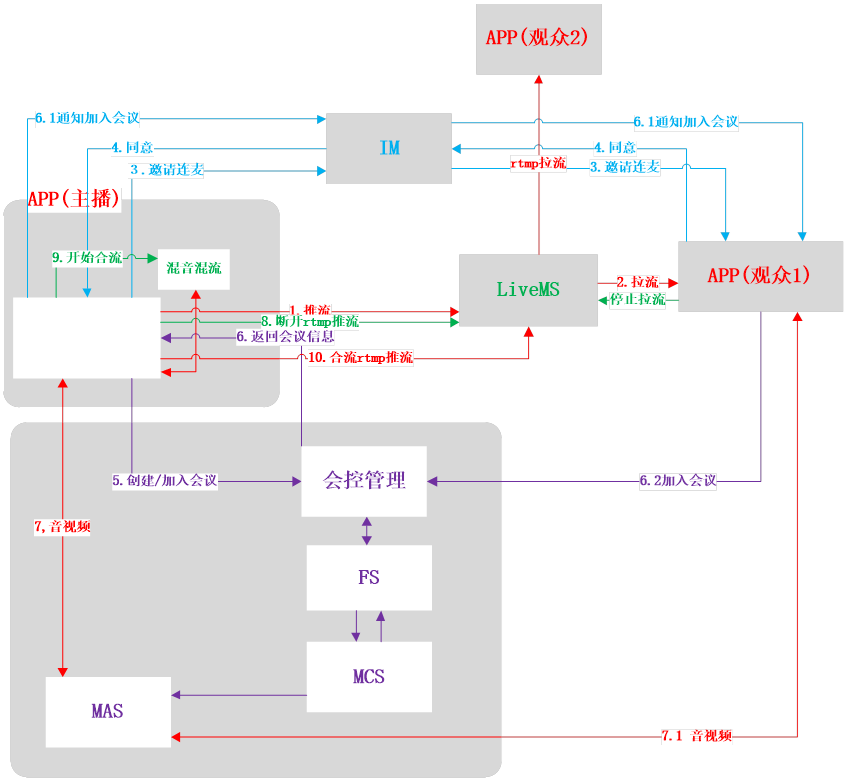 APP(观众2)
6.1通知加入会议
6.1通知加入会议
IM
4.同意
4.同意
rtmp拉流
3.邀请连麦
3.邀请连麦
APP(主播)
9.开始合流
混音混流
LiveMS
2.拉流
APP(观众1)
停止拉流
1.推流
8.断开rtmp推流
6.返回会议信息
10.合流rtmp推流
5.创建/加入会议
会控管理
6.2加入会议
7,音视频
FS
MCS
MAS
7.1 音视频